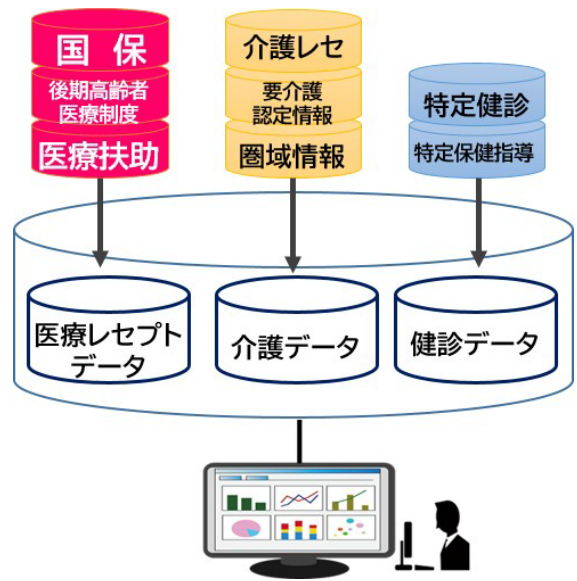 国保
後期高齢者
医療制度
医療扶助
介護レセ
要介護
認定情報
圏域情報
特定健診
特定保健指導
医療レセプト
データ
介護データ
健診データ